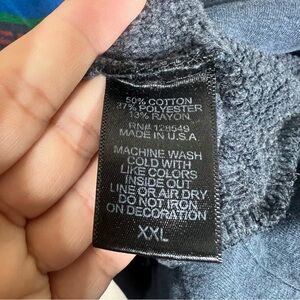 50% COTTON
37% POLYESTER
13% RAYON
RN# 128549
MADE IN U.S.A
MACHINE WASH
COLD WITH
LIKE COLORS
INSIDE OUT
LINE OR AIR DRY
DO NOT IRON
ON DECORATION
XXL